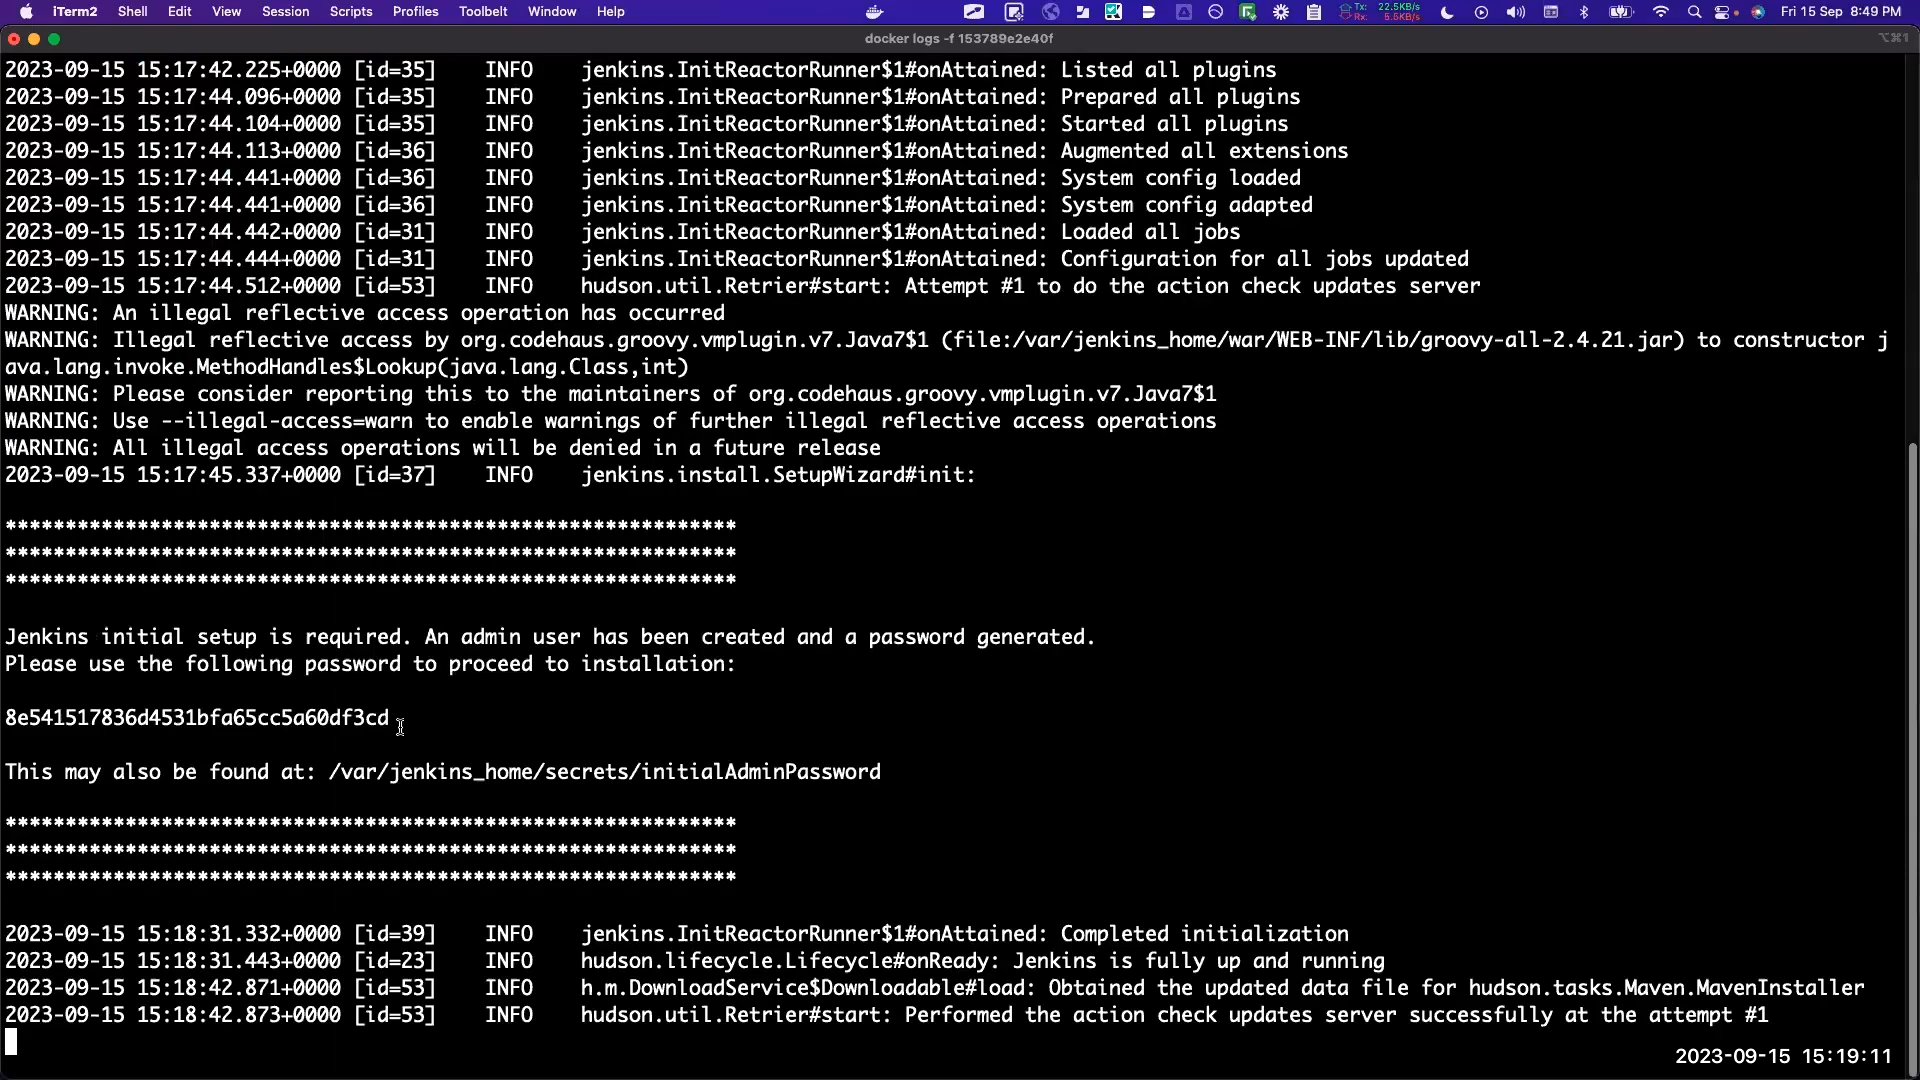 iTerm2 Shell Edit View Session Scripts Profiles Toolbelt Window Help Tx: 22.5KB/s Rx: 5.5KB/s Fri 15 Sep 8:49 PM
docker logs -f 153789e2e40f ⌥⌘1
2023-09-15 15:17:42.225+0000 [id=35] INFO jenkins.InitReactorRunner$1#onAttained: Listed all plugins
2023-09-15 15:17:44.096+0000 [id=35] INFO jenkins.InitReactorRunner$1#onAttained: Prepared all plugins
2023-09-15 15:17:44.104+0000 [id=35] INFO jenkins.InitReactorRunner$1#onAttained: Started all plugins
2023-09-15 15:17:44.113+0000 [id=36] INFO jenkins.InitReactorRunner$1#onAttained: Augmented all extensions
2023-09-15 15:17:44.441+0000 [id=36] INFO jenkins.InitReactorRunner$1#onAttained: System config loaded
2023-09-15 15:17:44.441+0000 [id=36] INFO jenkins.InitReactorRunner$1#onAttained: System config adapted
2023-09-15 15:17:44.442+0000 [id=31] INFO jenkins.InitReactorRunner$1#onAttained: Loaded all jobs
2023-09-15 15:17:44.444+0000 [id=31] INFO jenkins.InitReactorRunner$1#onAttained: Configuration for all jobs updated
2023-09-15 15:17:44.512+0000 [id=53] INFO hudson.util.Retrier#start: Attempt #1 to do the action check updates server
WARNING: An illegal reflective access operation has occurred
WARNING: Illegal reflective access by org.codehaus.groovy.vmplugin.v7.Java7$1 (file:/var/jenkins_home/war/WEB-INF/lib/groovy-all-2.4.21.jar) to constructor j
ava.lang.invoke.MethodHandles$Lookup(java.lang.Class,int)
WARNING: Please consider reporting this to the maintainers of org.codehaus.groovy.vmplugin.v7.Java7$1
WARNING: Use --illegal-access=warn to enable warnings of further illegal reflective access operations
WARNING: All illegal access operations will be denied in a future release
2023-09-15 15:17:45.337+0000 [id=37] INFO jenkins.install.SetupWizard#init:
*************************************************************
*************************************************************
*************************************************************
Jenkins initial setup is required. An admin user has been created and a password generated.
Please use the following password to proceed to installation:
8e541517836d4531bfa65cc5a60df3cd
This may also be found at: /var/jenkins_home/secrets/initialAdminPassword
*************************************************************
*************************************************************
*************************************************************
2023-09-15 15:18:31.332+0000 [id=39] INFO jenkins.InitReactorRunner$1#onAttained: Completed initialization
2023-09-15 15:18:31.443+0000 [id=23] INFO hudson.lifecycle.Lifecycle#onReady: Jenkins is fully up and running
2023-09-15 15:18:42.871+0000 [id=53] INFO h.m.DownloadService$Downloadable#load: Obtained the updated data file for hudson.tasks.Maven.MavenInstaller
2023-09-15 15:18:42.873+0000 [id=53] INFO hudson.util.Retrier#start: Performed the action check updates server successfully at the attempt #1
2023-09-15 15:19:11